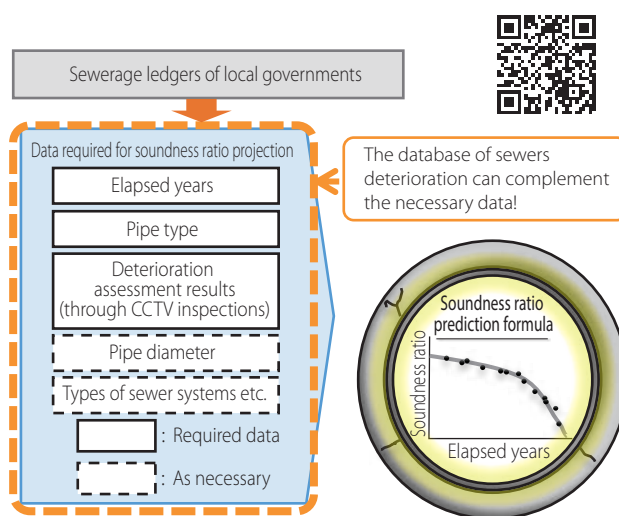 Sewerage ledgers of local governments
Data required for soundness ratio projection
Elapsed years
Pipe type
Deterioration
assessment results
(through CCTV inspections)
Pipe diameter
Types of sewer systems etc.
: Required data
: As necessary
The database of sewers
deterioration can complement
the necessary data!
Soundness ratio
prediction formula
Soundness ratio
Elapsed years